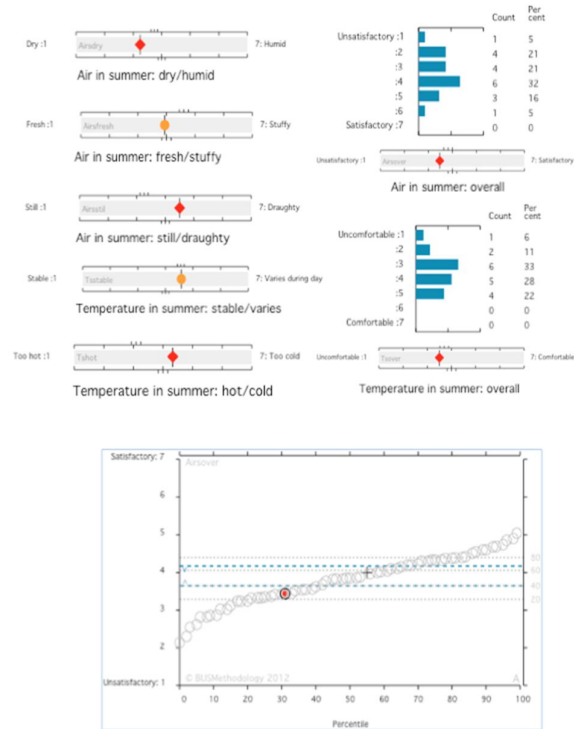 Dry :1
Airsdry
7: Humid
Air in summer: dry/humid
Fresh :1
Airsfresh
7: Stuffy
Air in summer: fresh/stuffy
Still :1
Airsstil
7: Draughty
Air in summer: still/draughty
Stable :1
Tsstable
7: Varies during day
Temperature in summer: stable/varies
Too hot :1
Tshot
7: Too cold
Temperature in summer: hot/cold
Count Per cent
Unsatisfactory :1 1 5
:2 4 21
:3 4 21
:4 6 32
:5 3 16
:6 1 5
Satisfactory :7 0 0
Unsatisfactory :1
Airsover
7: Satisfactory
Air in summer: overall
Count Per cent
Uncomfortable :1 1 6
:2 2 11
:3 6 33
:4 5 28
:5 4 22
:6 0 0
Comfortable :7 0 0
Uncomfortable :1
Tsover
7: Comfortable
Temperature in summer: overall
Satisfactory: 7
Airsover
6
5
4
3
2
Unsatisfactory: 1
80
60
40
20
© BUSMethodology 2012
A
0 10 20 30 40 50 60 70 80 90 100
Percentile